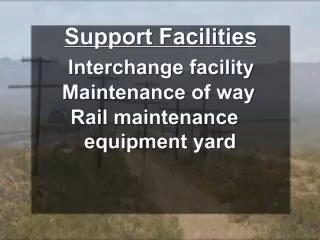 Support Facilities
Interchange facility
Maintenance of way
Rail maintenance
equipment yard